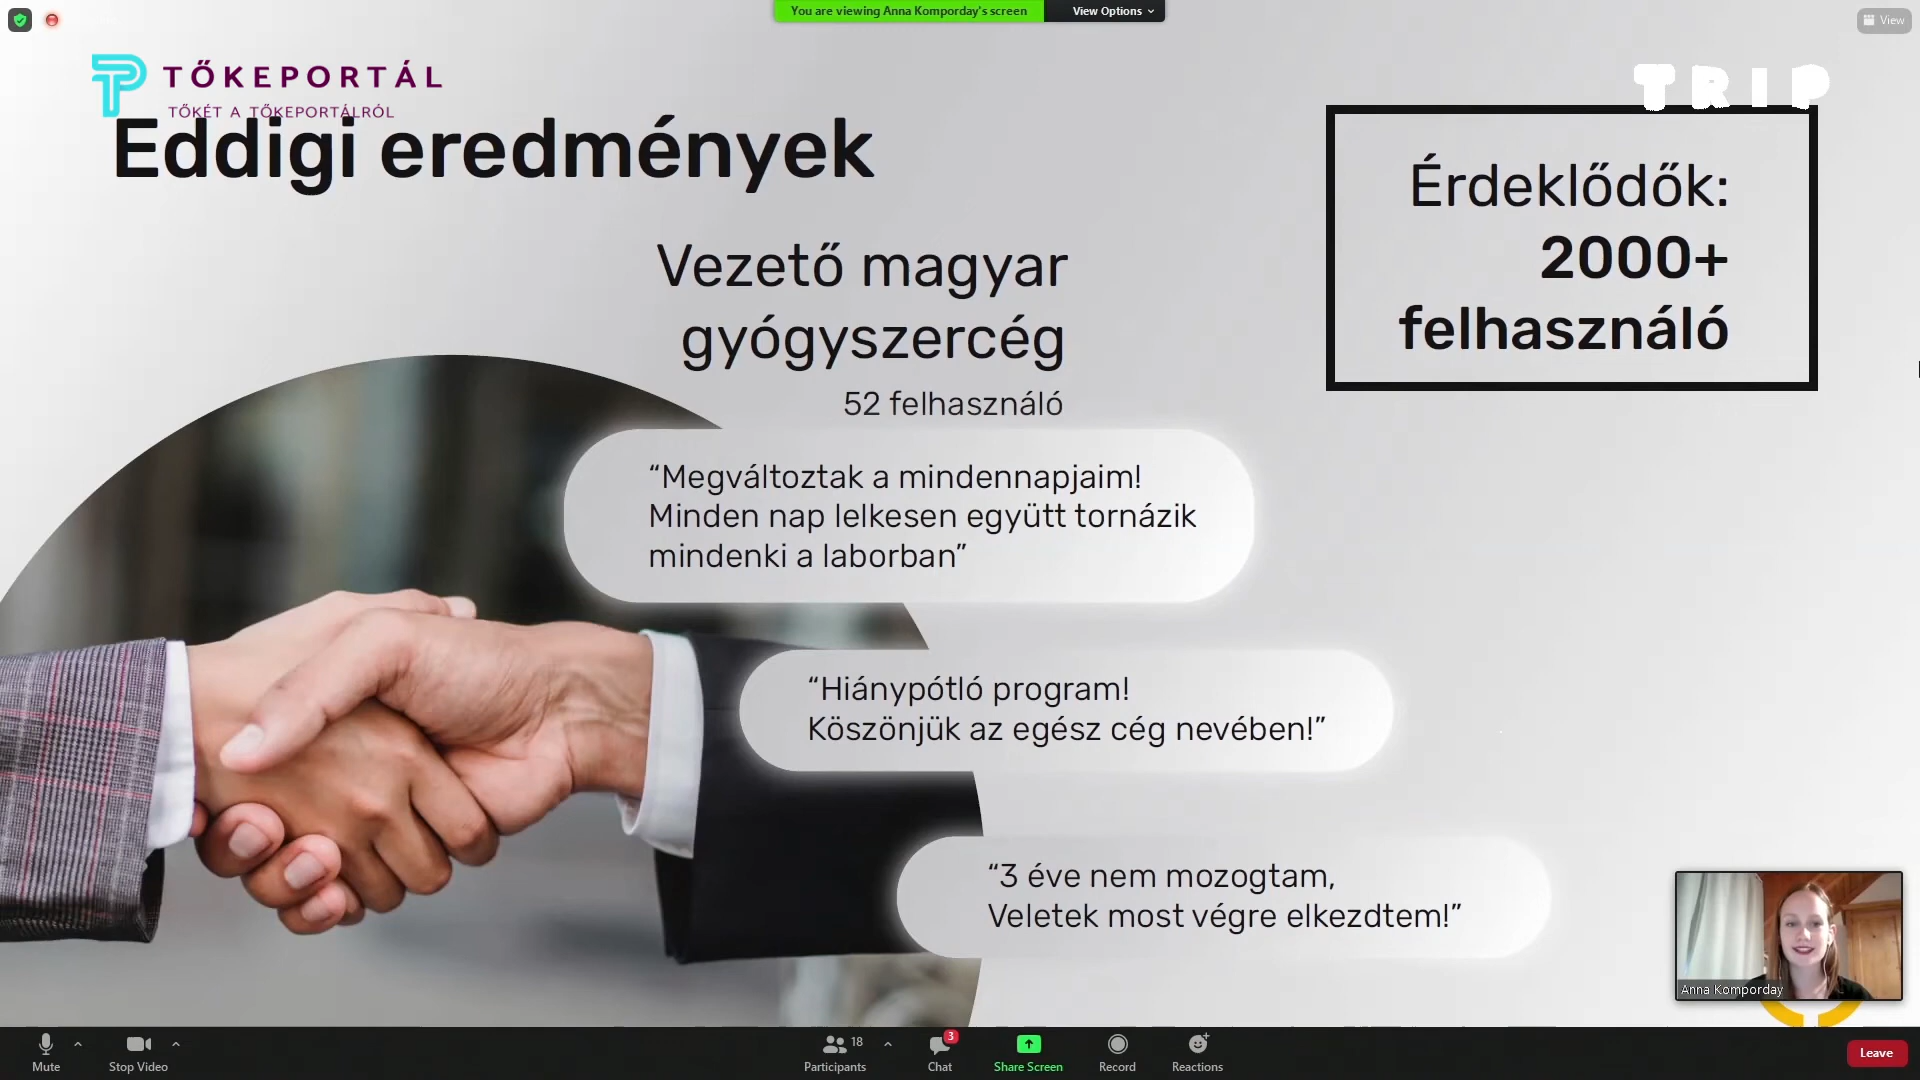 You are viewing Anna Komporday's screen
View Options
View
TŐKEPORTÁL
TŐKÉT A TŐKEPORTÁLRÓL
TRIP
Eddigi eredmények
Érdeklődők:
2000+
felhasználó
Vezető magyar
gyógyszercég
52 felhasználó
“Megváltoztak a mindennapjaim!
Minden nap lelkesen együtt tornázik
mindenki a laborban”
“Hiánypótló program!
Köszönjük az egész cég nevében!”
“3 éve nem mozogtam,
Veletek most végre elkezdtem!”
Anna Komporday
Mute
Stop Video
18
Participants
3
Chat
Share Screen
Record
Reactions
Leave